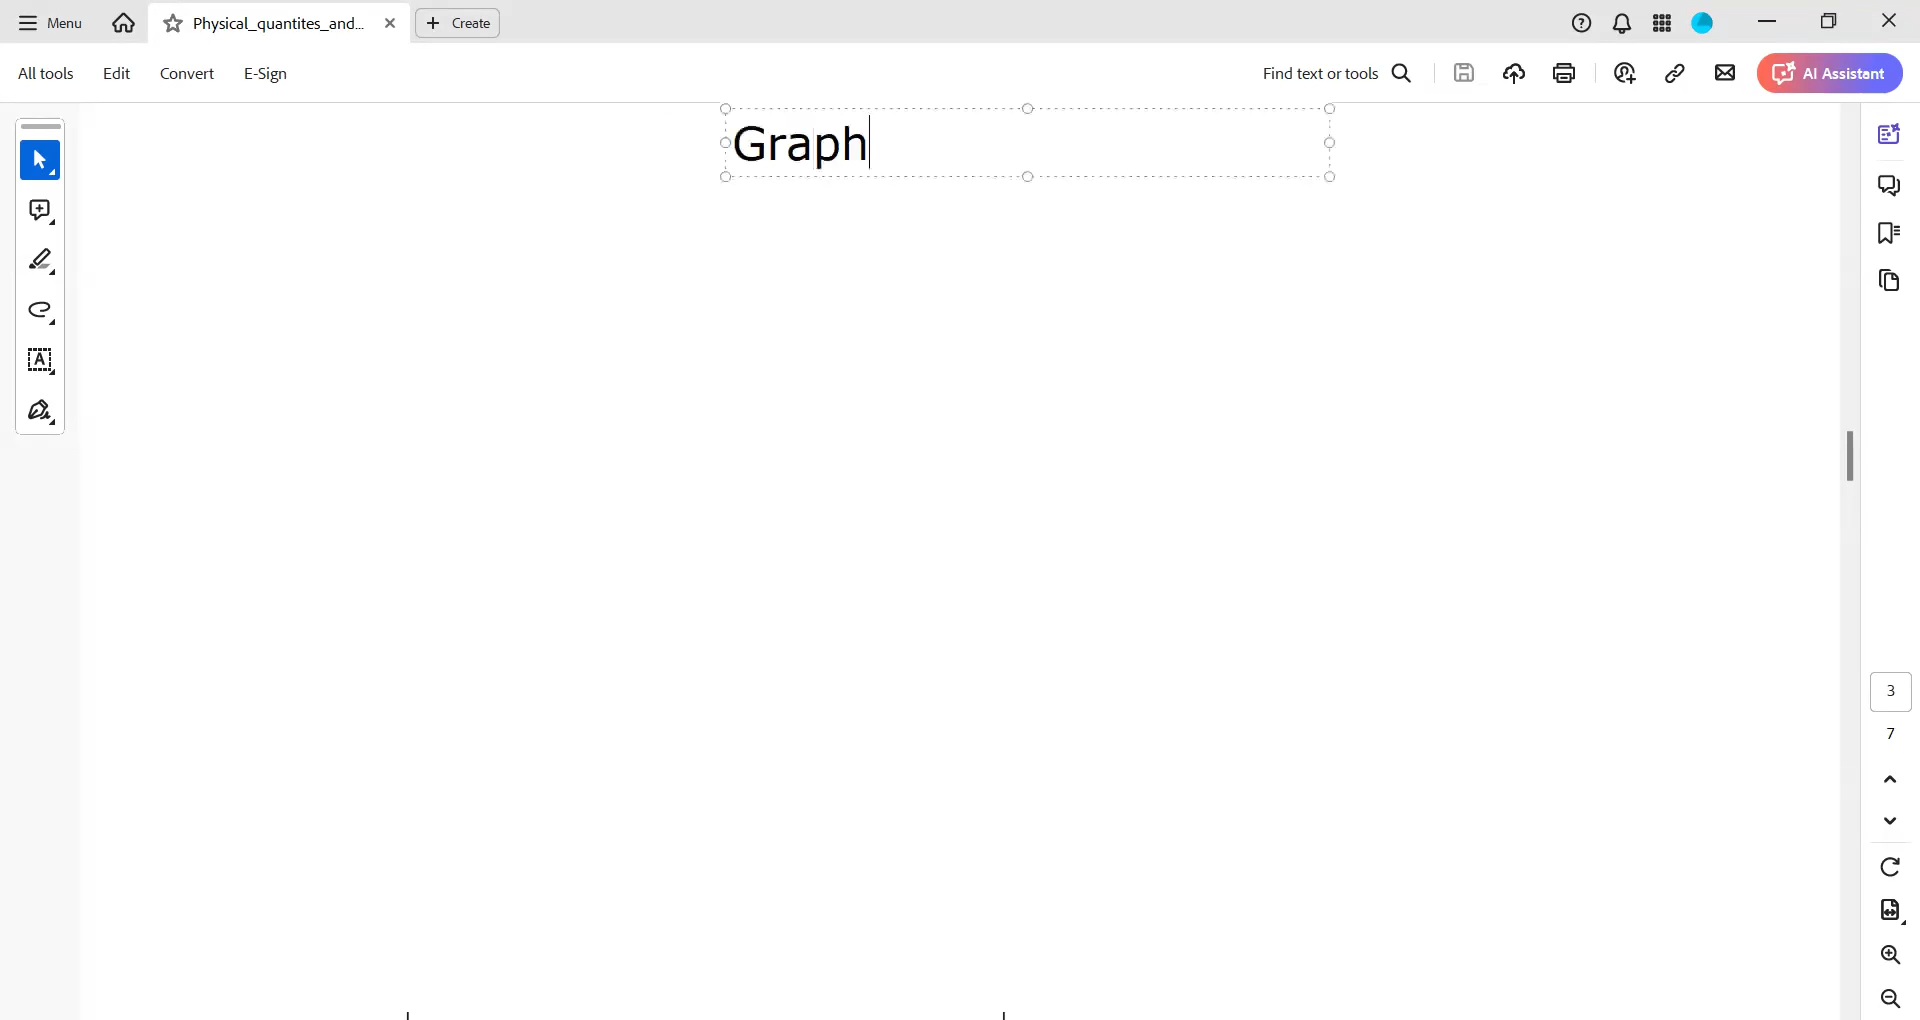 Menu
Physical_quantites_and...
Create
All tools
Edit
Convert
E-Sign
Find text or tools
AI Assistant
Graph
A
3
7